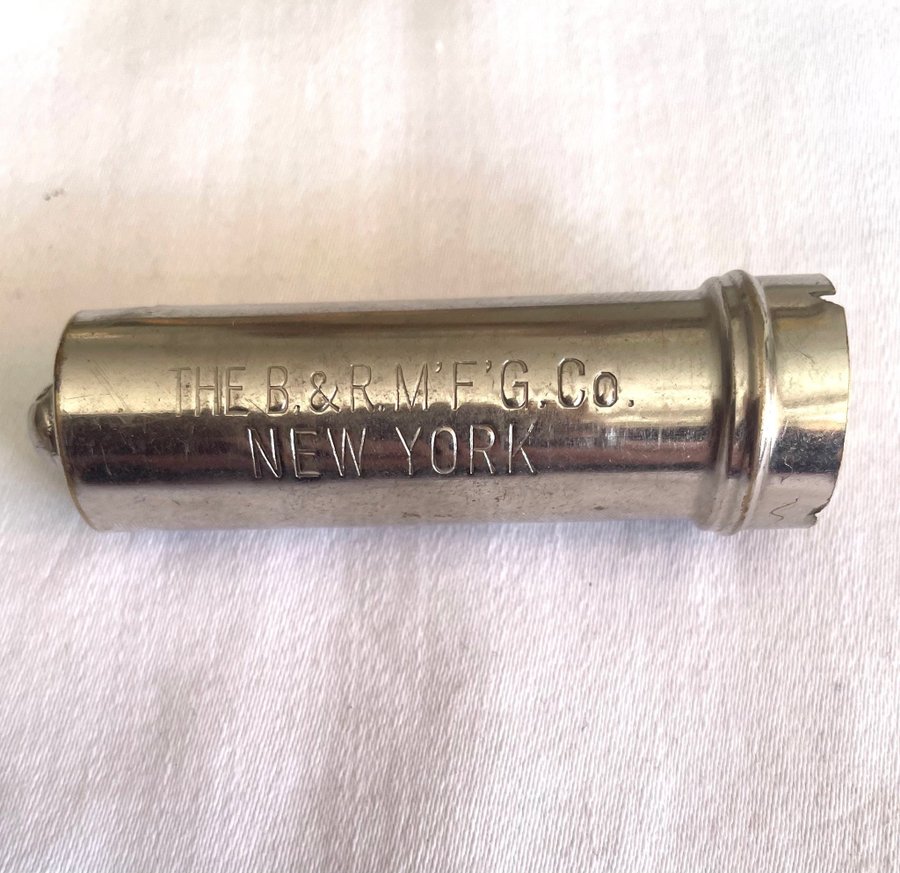 THE B. & R. M'F'G. Co.
NEW YORK